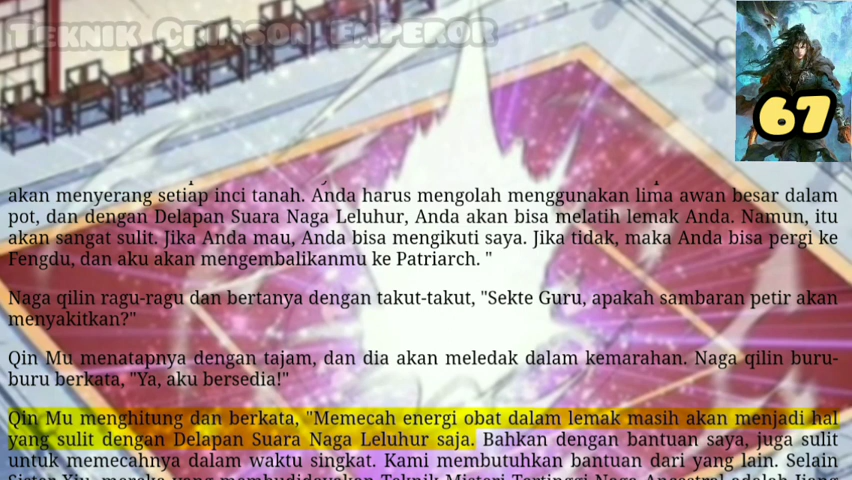 Teknik Crimson Emperor
67
akan menyerang setiap inci tanah. Anda harus mengolah menggunakan lima awan besar dalam
pot, dan dengan Delapan Suara Naga Leluhur, Anda akan bisa melatih lemak Anda. Namun, itu
akan sangat sulit. Jika Anda mau, Anda bisa mengikuti saya. Jika tidak, maka Anda bisa pergi ke
Fengdu, dan aku akan mengembalikanmu ke Patriarch. "
Naga qilin ragu-ragu dan bertanya dengan takut-takut, "Sekte Guru, apakah sambaran petir akan
menyakitkan?"
Qin Mu menatapnya dengan tajam, dan dia akan meledak dalam kemarahan. Naga qilin buru-
buru berkata, "Ya, aku bersedia!"
Qin Mu menghitung dan berkata, "Memecah energi obat dalam lemak masih akan menjadi hal
yang sulit dengan Delapan Suara Naga Leluhur saja. Bahkan dengan bantuan saya, juga sulit
untuk memecahnya dalam waktu singkat. Kami membutuhkan bantuan dari yang lain. Selain